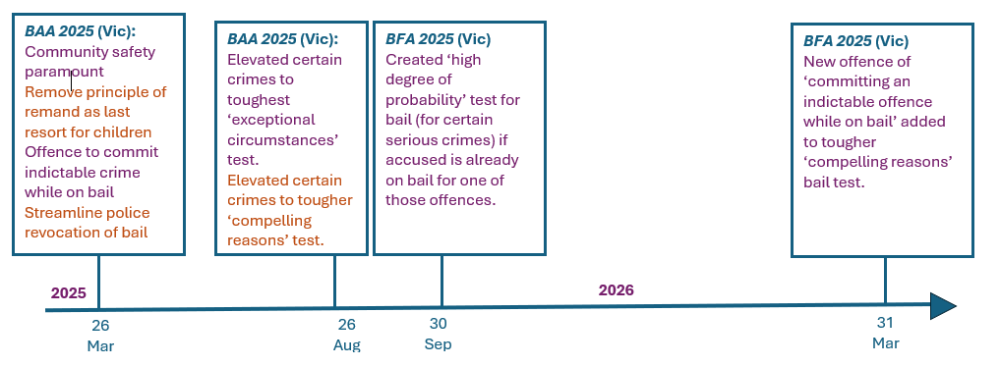 BAA 2025 (Vic):
Community safety
paramount
Remove principle of
remand as last
resort for children
Offence to commit
indictable crime
while on bail
Streamline police
revocation of bail
BAA 2025 (Vic):
Elevated certain
crimes to
toughest
‘exceptional
circumstances’
test.
Elevated certain
crimes to tougher
‘compelling
reasons’ test.
BFA 2025 (Vic)
Created ‘high
degree of
probability’ test for
bail (for certain
serious crimes) if
accused is already
on bail for one of
those offences.
BFA 2025 (Vic)
New offence of
‘committing an
indictable offence
while on bail’ added
to tougher
‘compelling reasons’
bail test.
2025
2026
26
Mar
26
Aug
30
Sep
31
Mar